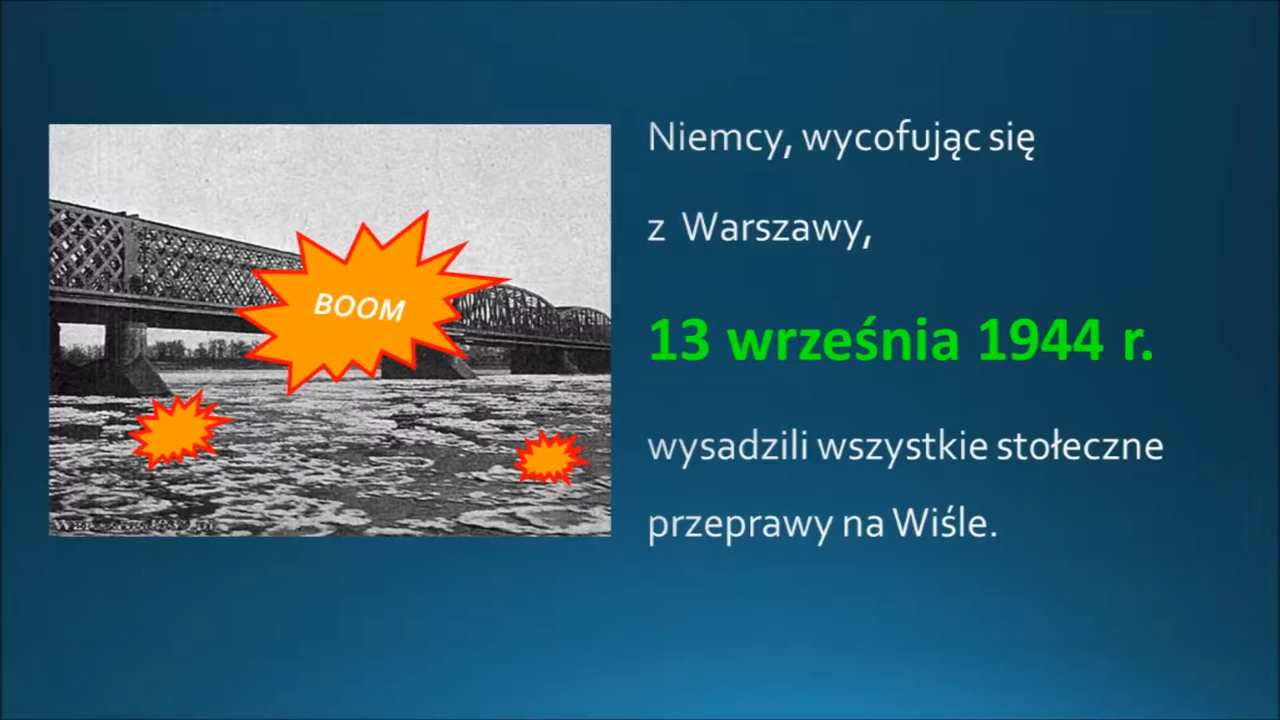 Niemcy, wycofując się
z Warszawy,
13 września 1944 r.
wysadzili wszystkie stołeczne
przeprawy na Wiśle.
BOOM